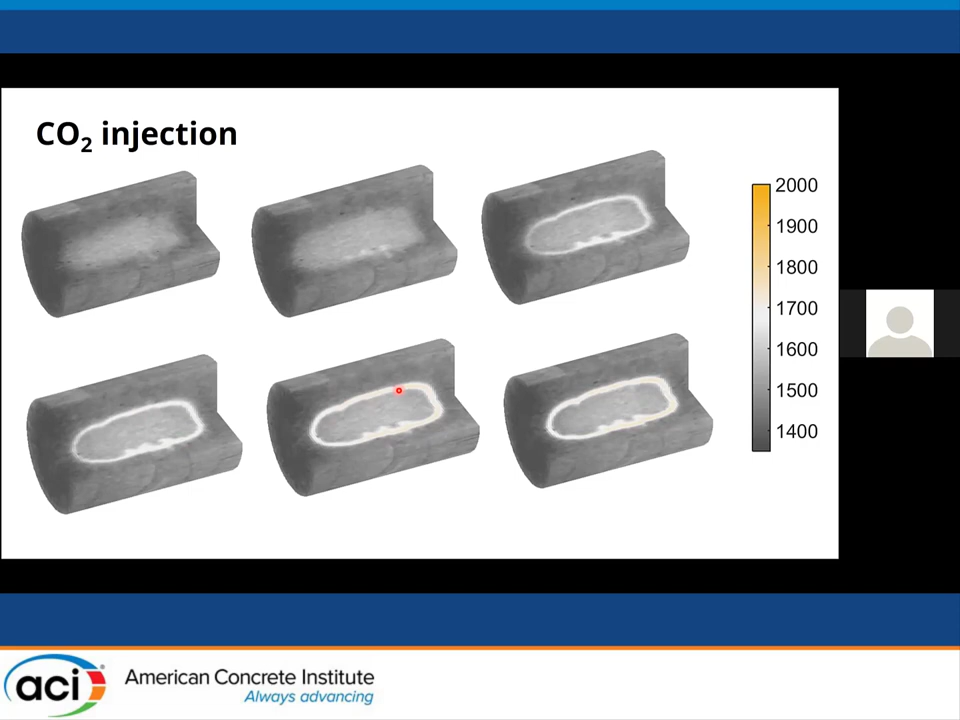 CO₂ injection
2000
1900
1800
1700
1600
1500
1400
aci
American Concrete Institute
Always advancing